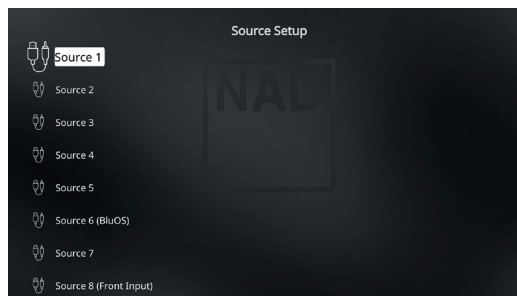 Source Setup
Source 1
NAD
Source 2
Source 3
Source 4
Source 5
Source 6 (BluOS)
Source 7
Source 8 (Front Input)